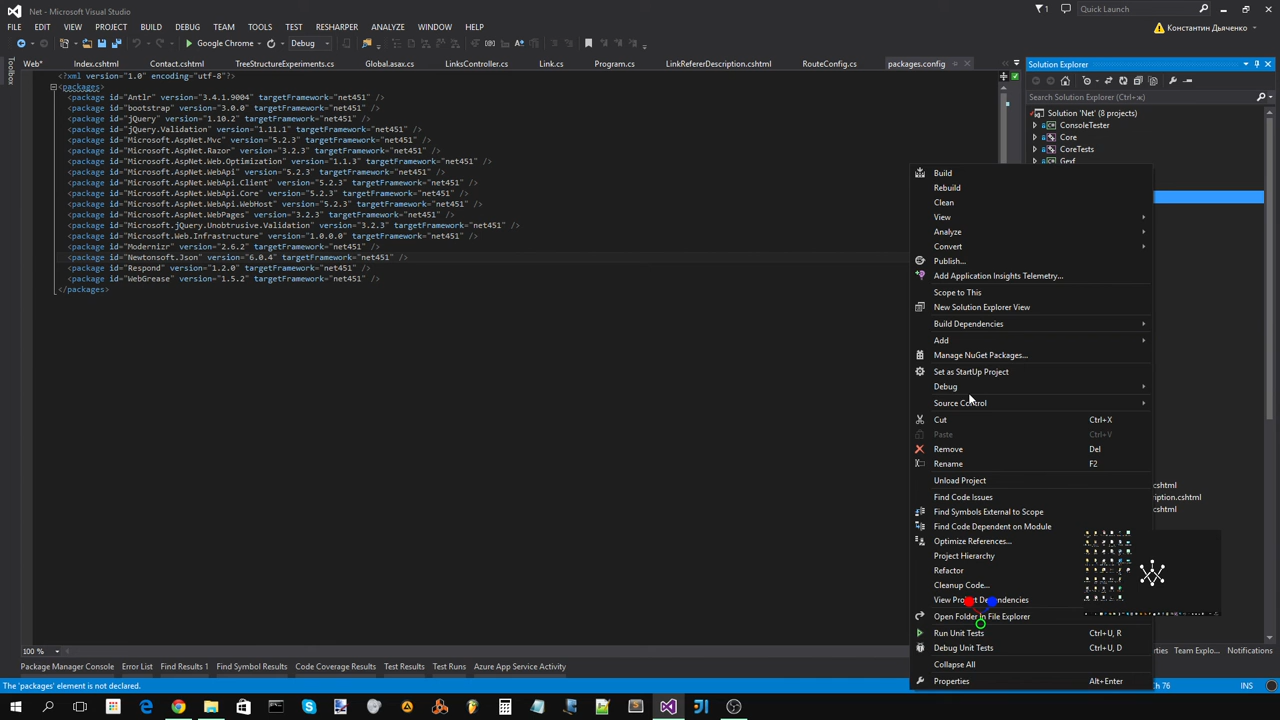 Net - Microsoft Visual Studio
1
Quick Launch (Ctrl+Q)
FILE EDIT VIEW PROJECT BUILD DEBUG TEAM TOOLS TEST RESHARPER ANALYZE WINDOW HELP
Константин Дьяченко
Google Chrome Debug
Toolbox
Web* Index.cshtml Contact.cshtml TreeStructureExperiments.cs Global.asax.cs LinksController.cs Link.cs Program.cs LinkRefererDescription.cshtml RouteConfig.cs packages.config
Solution Explorer
Search Solution Explorer (Ctrl+ж)
Solution 'Net' (8 projects)
ConsoleTester
Core
CoreTests
Gexf
<?xml version="1.0" encoding="utf-8"?>
<packages>
<package id="Antlr" version="3.4.1.9004" targetFramework="net451" />
<package id="bootstrap" version="3.0.0" targetFramework="net451" />
<package id="jQuery" version="1.10.2" targetFramework="net451" />
<package id="jQuery.Validation" version="1.11.1" targetFramework="net451" />
<package id="Microsoft.AspNet.Mvc" version="5.2.3" targetFramework="net451" />
<package id="Microsoft.AspNet.Razor" version="3.2.3" targetFramework="net451" />
<package id="Microsoft.AspNet.Web.Optimization" version="1.1.3" targetFramework="net451" />
<package id="Microsoft.AspNet.WebApi" version="5.2.3" targetFramework="net451" />
<package id="Microsoft.AspNet.WebApi.Client" version="5.2.3" targetFramework="net451" />
<package id="Microsoft.AspNet.WebApi.Core" version="5.2.3" targetFramework="net451" />
<package id="Microsoft.AspNet.WebApi.WebHost" version="5.2.3" targetFramework="net451" />
<package id="Microsoft.AspNet.WebPages" version="3.2.3" targetFramework="net451" />
<package id="Microsoft.jQuery.Unobtrusive.Validation" version="3.2.3" targetFramework="net451" />
<package id="Microsoft.Web.Infrastructure" version="1.0.0.0" targetFramework="net451" />
<package id="Modernizr" version="2.6.2" targetFramework="net451" />
<package id="Newtonsoft.Json" version="6.0.4" targetFramework="net451" />
<package id="Respond" version="1.2.0" targetFramework="net451" />
<package id="WebGrease" version="1.5.2" targetFramework="net451" />
</packages>
Build
Rebuild
Clean
View
Analyze
Convert
Publish...
Add Application Insights Telemetry...
Scope to This
New Solution Explorer View
Build Dependencies
Add
Manage NuGet Packages...
Set as StartUp Project
Debug
Source Control
Cut Ctrl+X
Paste Ctrl+V
Remove Del
Rename F2
Unload Project
Find Code Issues
Find Symbols External to Scope
Find Code Dependent on Module
Optimize References...
Project Hierarchy
Refactor
Cleanup Code...
View Project Dependencies
Open Folder in File Explorer
Run Unit Tests Ctrl+U, R
Debug Unit Tests Ctrl+U, D
Collapse All
Properties Alt+Enter
cshtml
ription.cshtml
cshtml
100 %
erties Team Explo... Notifications
Package Manager Console Error List Find Results 1 Find Symbol Results Code Coverage Results Test Results Test Runs Azure App Service Activity
The 'packages' element is not declared.
Ch 76 INS